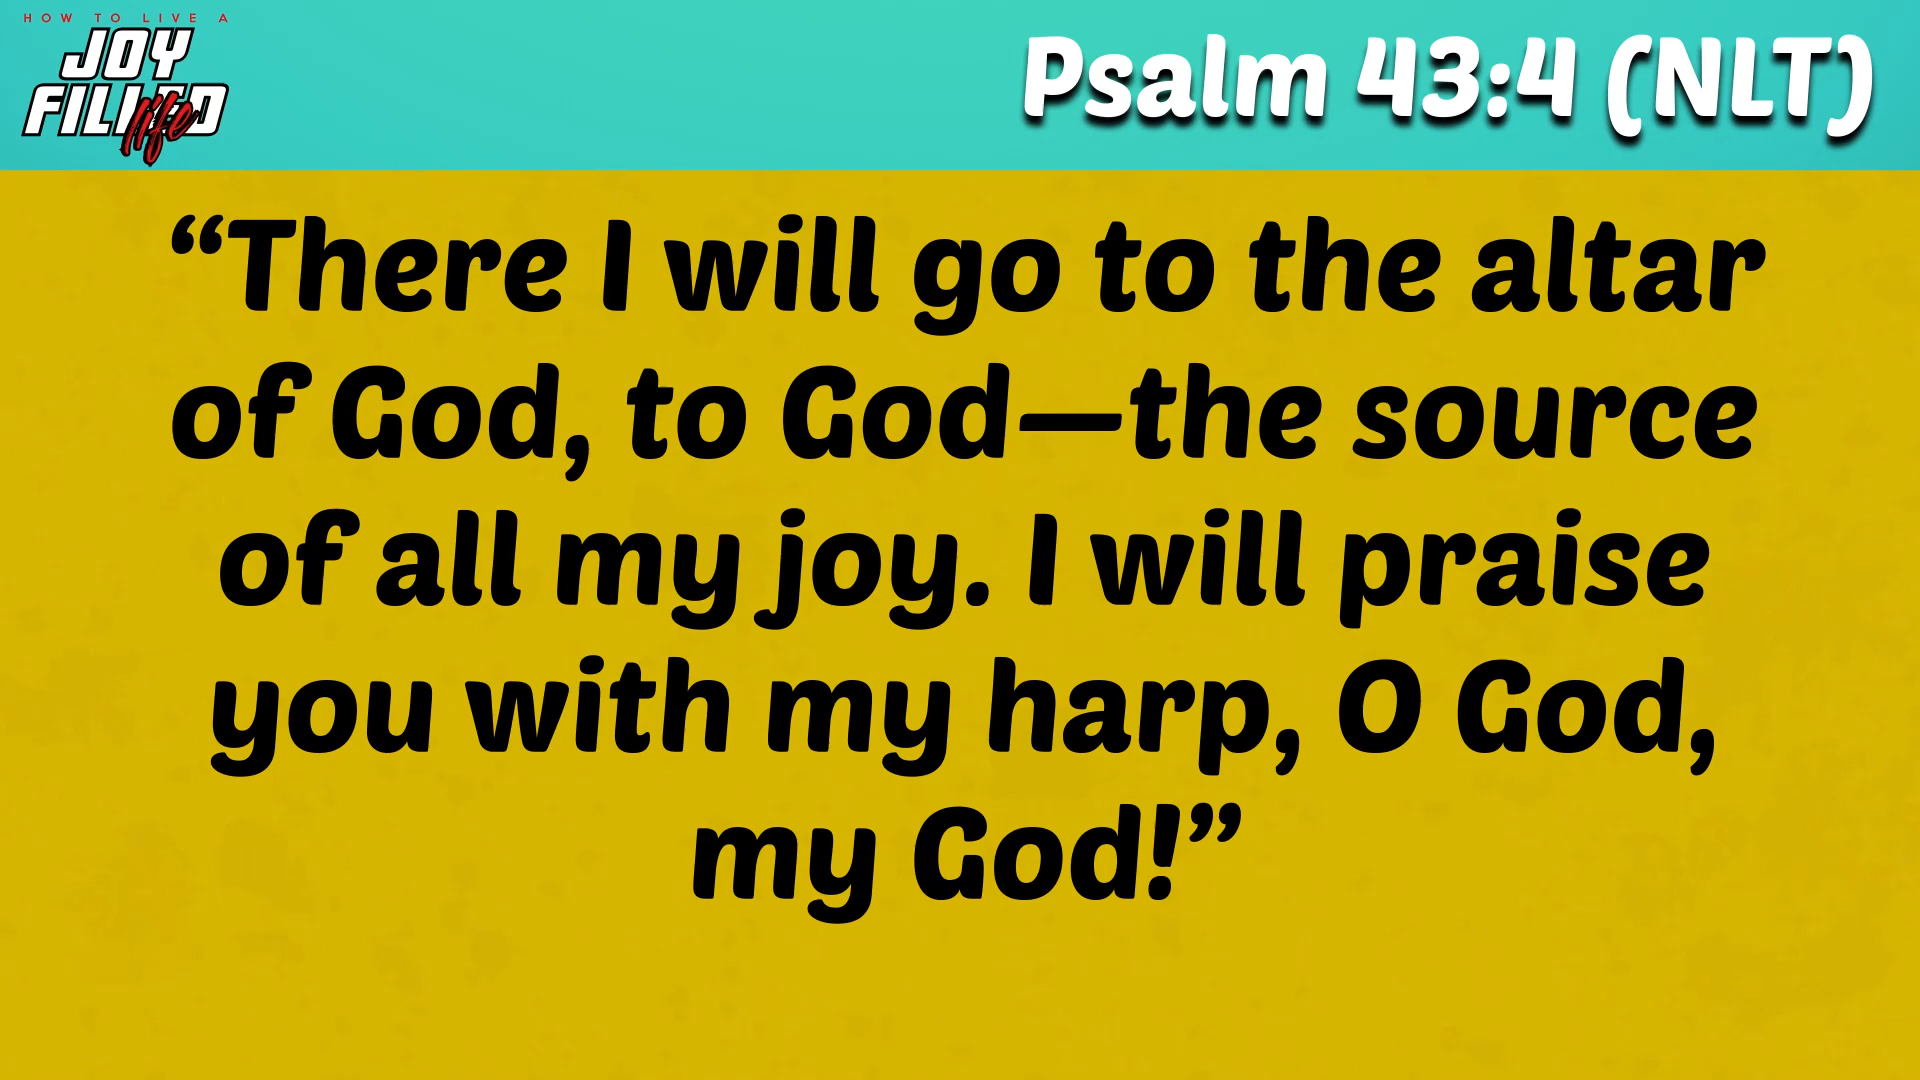 HOW TO LIVE A
JOY
FILLED
life
Psalm 43:4 (NLT)
“There I will go to the altar
of God, to God—the source
of all my joy. I will praise
you with my harp, O God,
my God!”